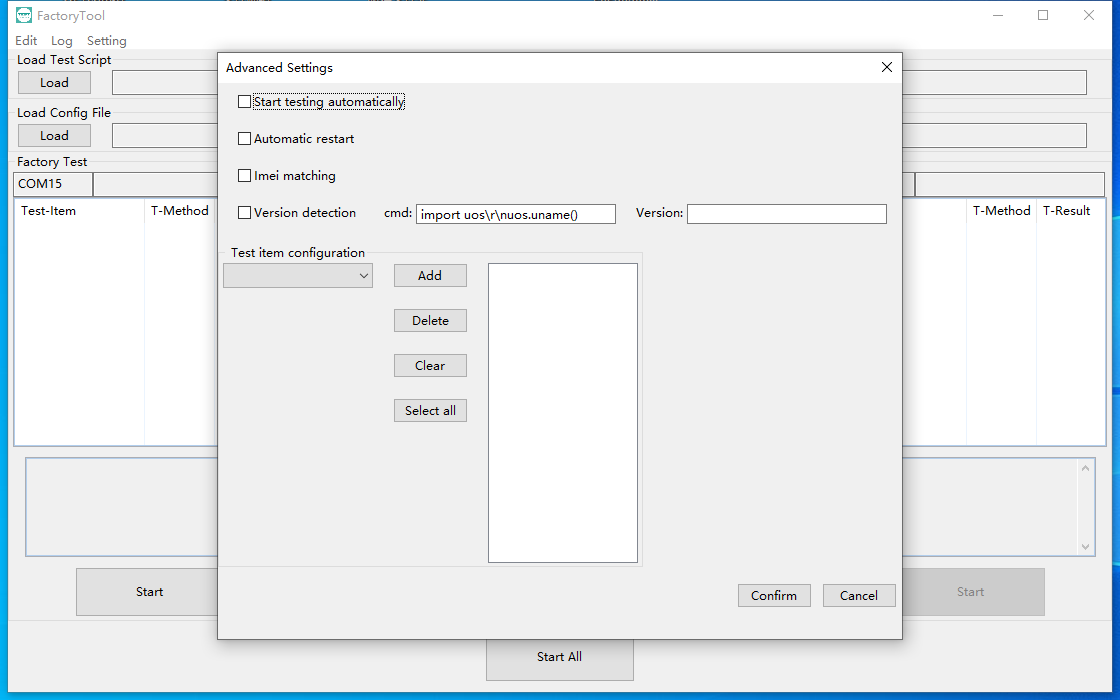 FactoryTool
Edit Log Setting
Load Test Script
Load
Load Config File
Load
Factory Test
COM15
Test-Item T-Method
T-Method T-Result
Start
Start
Start All
Advanced Settings
Start testing automatically
Automatic restart
Imei matching
Version detection cmd: import uos\r\nuos.uname() Version:
Test item configuration
Add
Delete
Clear
Select all
Confirm Cancel